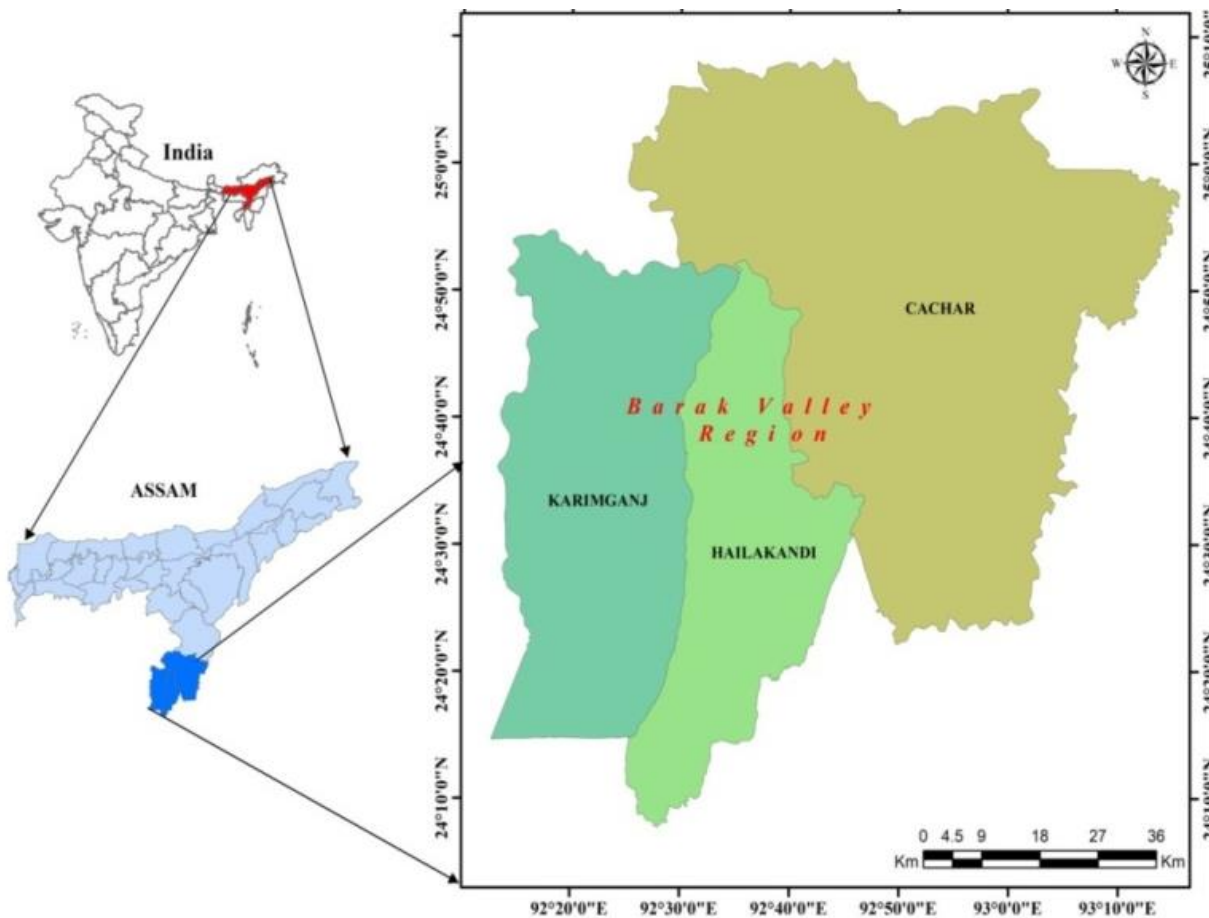 India
ASSAM
N
W
E
S
CACHAR
Barak Valley
Region
KARIMGANJ
HAILAKANDI
25°0'0"N
24°50'0"N
24°40'0"N
24°30'0"N
24°20'0"N
24°10'0"N
0 4.5 9 18 27 36
Km
Km
92°20'0"E 92°30'0"E 92°40'0"E 92°50'0"E 93°0'0"E 93°10'0"E